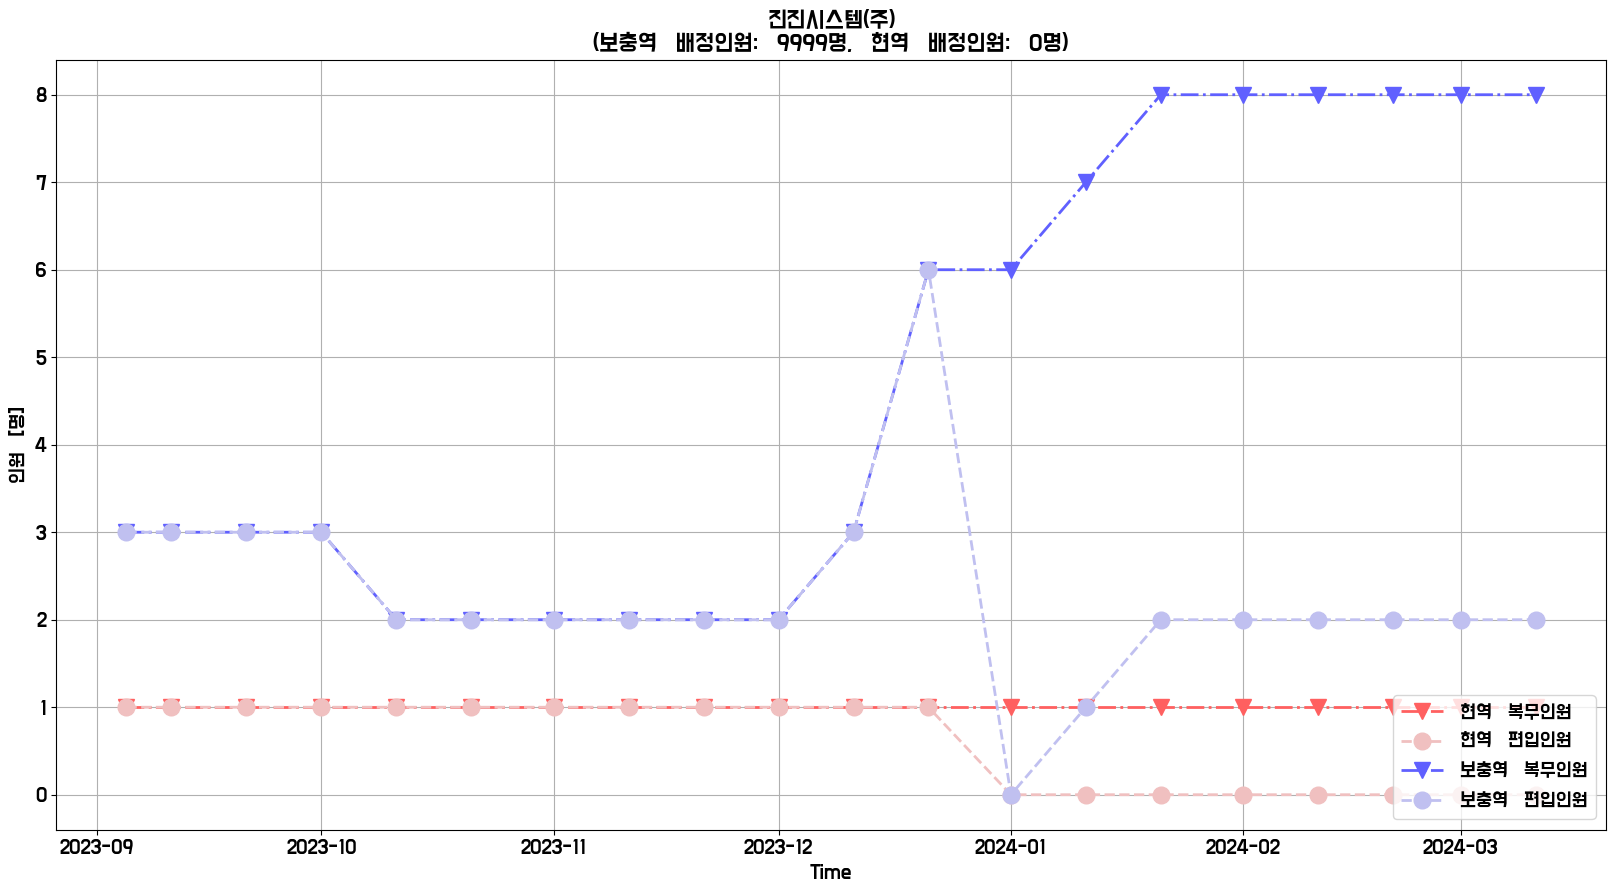 진진시스템(주)
(보충역 배정인원: 9999명, 현역 배정인원: 0명)
인원 [명]
8
7
6
5
4
3
2
1
0
현역 복무인원
현역 편입인원
보충역 복무인원
보충역 편입인원
2023-09 2023-10 2023-11 2023-12 2024-01 2024-02 2024-03
Time